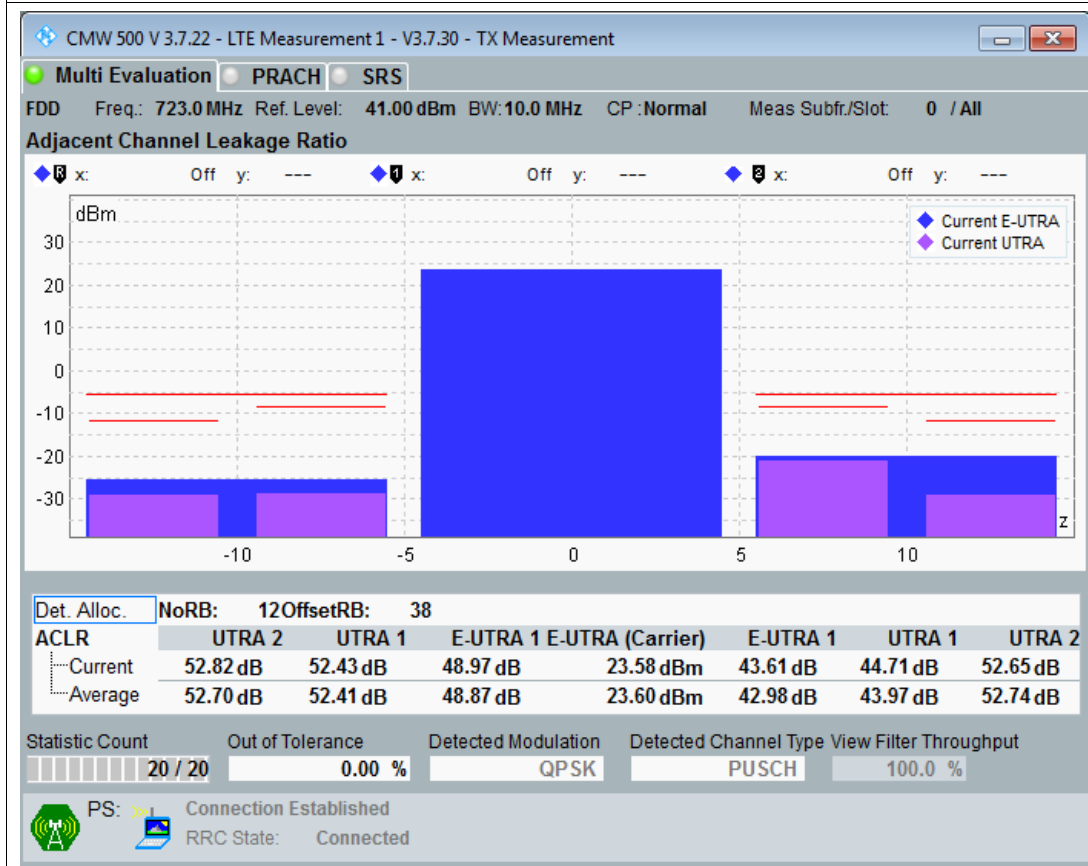 CMW 500 V 3.7.22 - LTE Measurement 1 - V3.7.30 - TX Measurement
Multi Evaluation PRACH SRS
FDD Freq.: 723.0 MHz Ref. Level: 41.00 dBm BW: 10.0 MHz CP : Normal Meas Subfr./Slot: 0 / All
Adjacent Channel Leakage Ratio
R x: Off y: --- 1 x: Off y: --- 2 x: Off y: ---
dBm
Current E-UTRA
Current UTRA
30
20
10
0
-10
-20
-30
z
-10 -5 0 5 10
Det. Alloc. NoRB: 12 OffsetRB: 38
ACLR UTRA 2 UTRA 1 E-UTRA 1 E-UTRA (Carrier) E-UTRA 1 UTRA 1 UTRA 2
Current 52.82 dB 52.43 dB 48.97 dB 23.58 dBm 43.61 dB 44.71 dB 52.65 dB
Average 52.70 dB 52.41 dB 48.87 dB 23.60 dBm 42.98 dB 43.97 dB 52.74 dB
Statistic Count Out of Tolerance Detected Modulation Detected Channel Type View Filter Throughput
20 / 20 0.00 % QPSK PUSCH 100.0 %
PS: Connection Established
RRC State: Connected